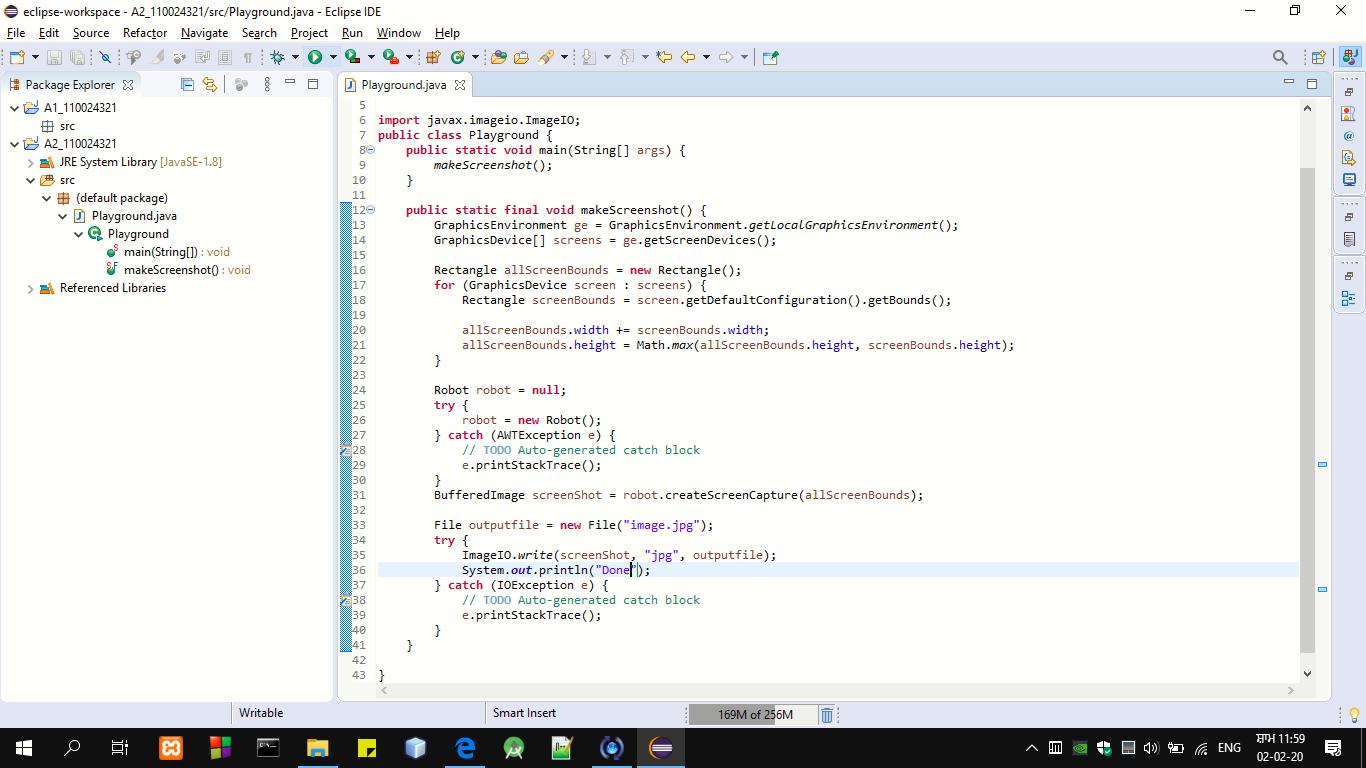 eclipse-workspace - A2_110024321/src/Playground.java - Eclipse IDE
File Edit Source Refactor Navigate Search Project Run Window Help
Package Explorer
A1_110024321
src
A2_110024321
JRE System Library [JavaSE-1.8]
src
(default package)
Playground.java
Playground
main(String[]) : void
makeScreenshot() : void
Referenced Libraries
Playground.java
5
6 import javax.imageio.ImageIO;
7 public class Playground {
8 public static void main(String[] args) {
9 makeScreenshot();
10 }
11
12 public static final void makeScreenshot() {
13 GraphicsEnvironment ge = GraphicsEnvironment.getLocalGraphicsEnvironment();
14 GraphicsDevice[] screens = ge.getScreenDevices();
15
16 Rectangle allScreenBounds = new Rectangle();
17 for (GraphicsDevice screen : screens) {
18 Rectangle screenBounds = screen.getDefaultConfiguration().getBounds();
19
20 allScreenBounds.width += screenBounds.width;
21 allScreenBounds.height = Math.max(allScreenBounds.height, screenBounds.height);
22 }
23
24 Robot robot = null;
25 try {
26 robot = new Robot();
27 } catch (AWTException e) {
28 // TODO Auto-generated catch block
29 e.printStackTrace();
30 }
31 BufferedImage screenShot = robot.createScreenCapture(allScreenBounds);
32
33 File outputfile = new File("image.jpg");
34 try {
35 ImageIO.write(screenShot, "jpg", outputfile);
36 System.out.println("Done");
37 } catch (IOException e) {
38 // TODO Auto-generated catch block
39 e.printStackTrace();
40 }
41 }
42
43 }
Writable Smart Insert 169M of 256M
ENG ਸ਼ਾਮ 11:59
02-02-20